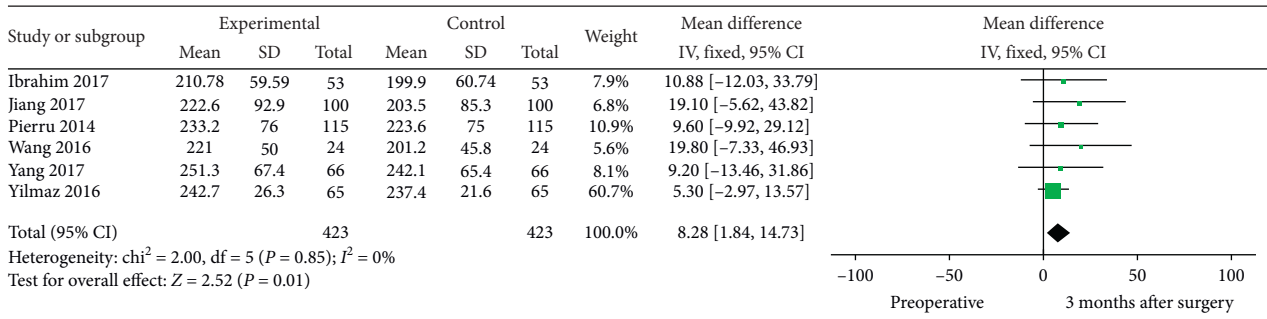 Study or subgroup Experimental Control Weight Mean difference Mean difference
Mean SD Total Mean SD Total IV, fixed, 95% CI IV, fixed, 95% CI
Ibrahim 2017 210.78 59.59 53 199.9 60.74 53 7.9% 10.88 [–12.03, 33.79]
Jiang 2017 222.6 92.9 100 203.5 85.3 100 6.8% 19.10 [–5.62, 43.82]
Pierru 2014 233.2 76 115 223.6 75 115 10.9% 9.60 [–9.92, 29.12]
Wang 2016 221 50 24 201.2 45.8 24 5.6% 19.80 [–7.33, 46.93]
Yang 2017 251.3 67.4 66 242.1 65.4 66 8.1% 9.20 [–13.46, 31.86]
Yilmaz 2016 242.7 26.3 65 237.4 21.6 65 60.7% 5.30 [–2.97, 13.57]
Total (95% CI) 423 423 100.0% 8.28 [1.84, 14.73]
Heterogeneity: chi² = 2.00, df = 5 (P = 0.85); I² = 0%
Test for overall effect: Z = 2.52 (P = 0.01)
–100 –50 0 50 100
Preoperative 3 months after surgery